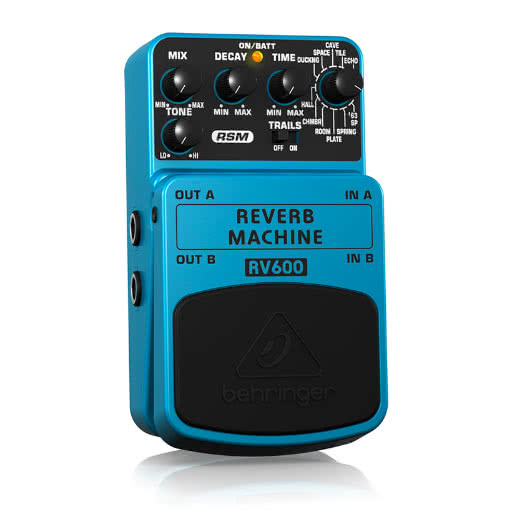 ON/BATT
MIX DECAY TIME
MIN MAX MIN MAX MIN MAX
TONE
LO HI
RSM
TRAILS
OFF ON
CAVE
SPACE TILE
DUCKING ECHO
HALL '63
CHMBR SP
ROOM SPRING
PLATE
OUT A IN A
REVERB
MACHINE
OUT B IN B
RV600
behringer